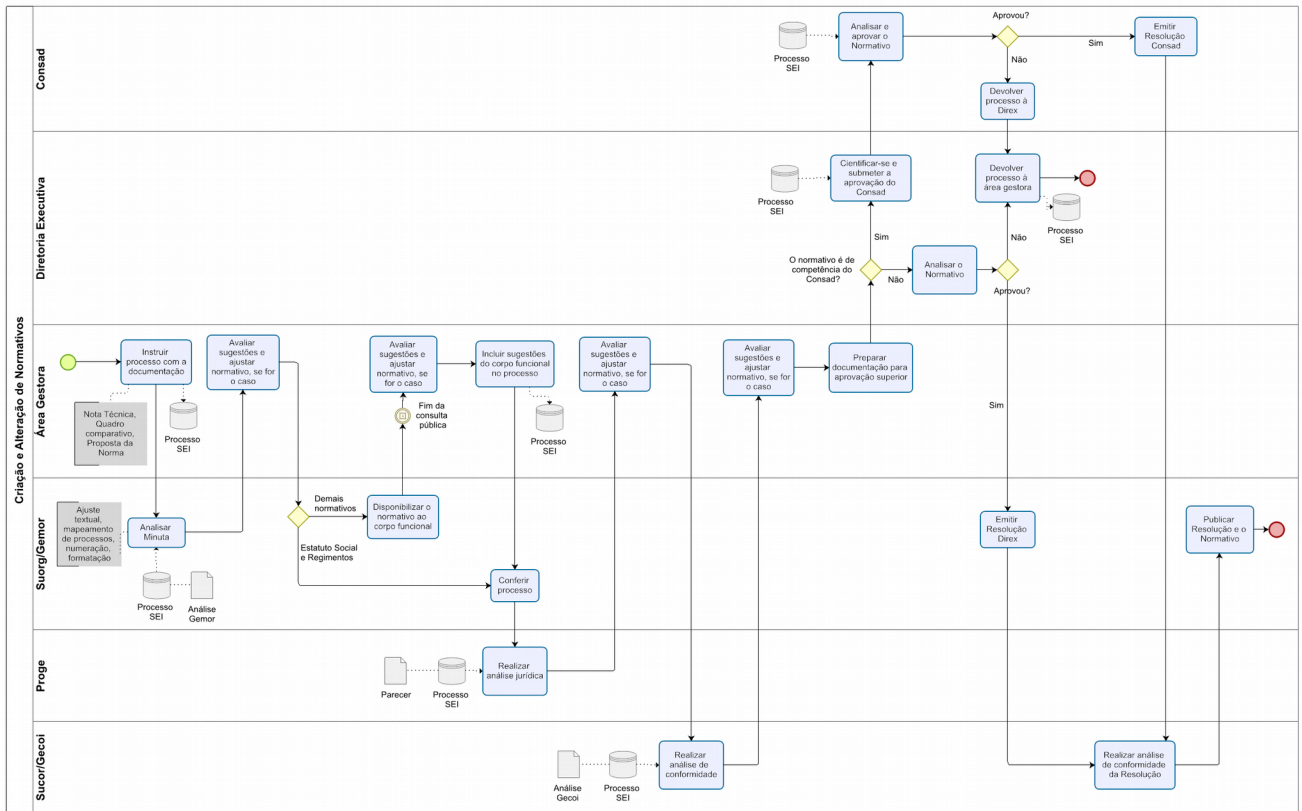 Criação e Alteração de Normativos
Consad
Processo
SEI
Analisar e
aprovar o
Normativo
Aprovou?
Sim
Não
Emitir
Resolução
Consad
Devolver
processo à
Direx
Diretoria Executiva
Processo
SEI
Cientificar-se e
submeter a
aprovação do
Consad
Devolver
processo à
área gestora
Processo
SEI
Sim
Não
O normativo é de
competência do
Consad?
Não
Analisar o
Normativo
Aprovou?
Área Gestora
Instruir
processo com a
documentação
Nota Técnica,
Quadro
comparativo,
Proposta da
Norma
Processo
SEI
Avaliar
sugestões e
ajustar
normativo, se for
o caso
Avaliar
sugestões e
ajustar
normativo, se
for o caso
Fim da
consulta
pública
Incluir sugestões
do corpo funcional
no processo
Processo
SEI
Avaliar
sugestões e
ajustar
normativo, se
for o caso
Avaliar
sugestões e
ajustar
normativo, se
for o caso
Preparar
documentação para
aprovação superior
Sim
Suorg/Gemor
Ajuste
textual,
mapeamento
de processos,
numeração,
formatação
Analisar
Minuta
Processo
SEI
Análise
Gemor
Demais
normativos
Estatuto Social
e Regimentos
Disponibilizar o
normativo ao
corpo funcional
Conferir
processo
Emitir
Resolução
Direx
Publicar
Resolução e o
Normativo
Proge
Parecer
Processo
SEI
Realizar
análise jurídica
Sucor/Gecoi
Análise
Gecoi
Processo
SEI
Realizar
análise de
conformidade
Realizar análise
de conformidade
da Resolução